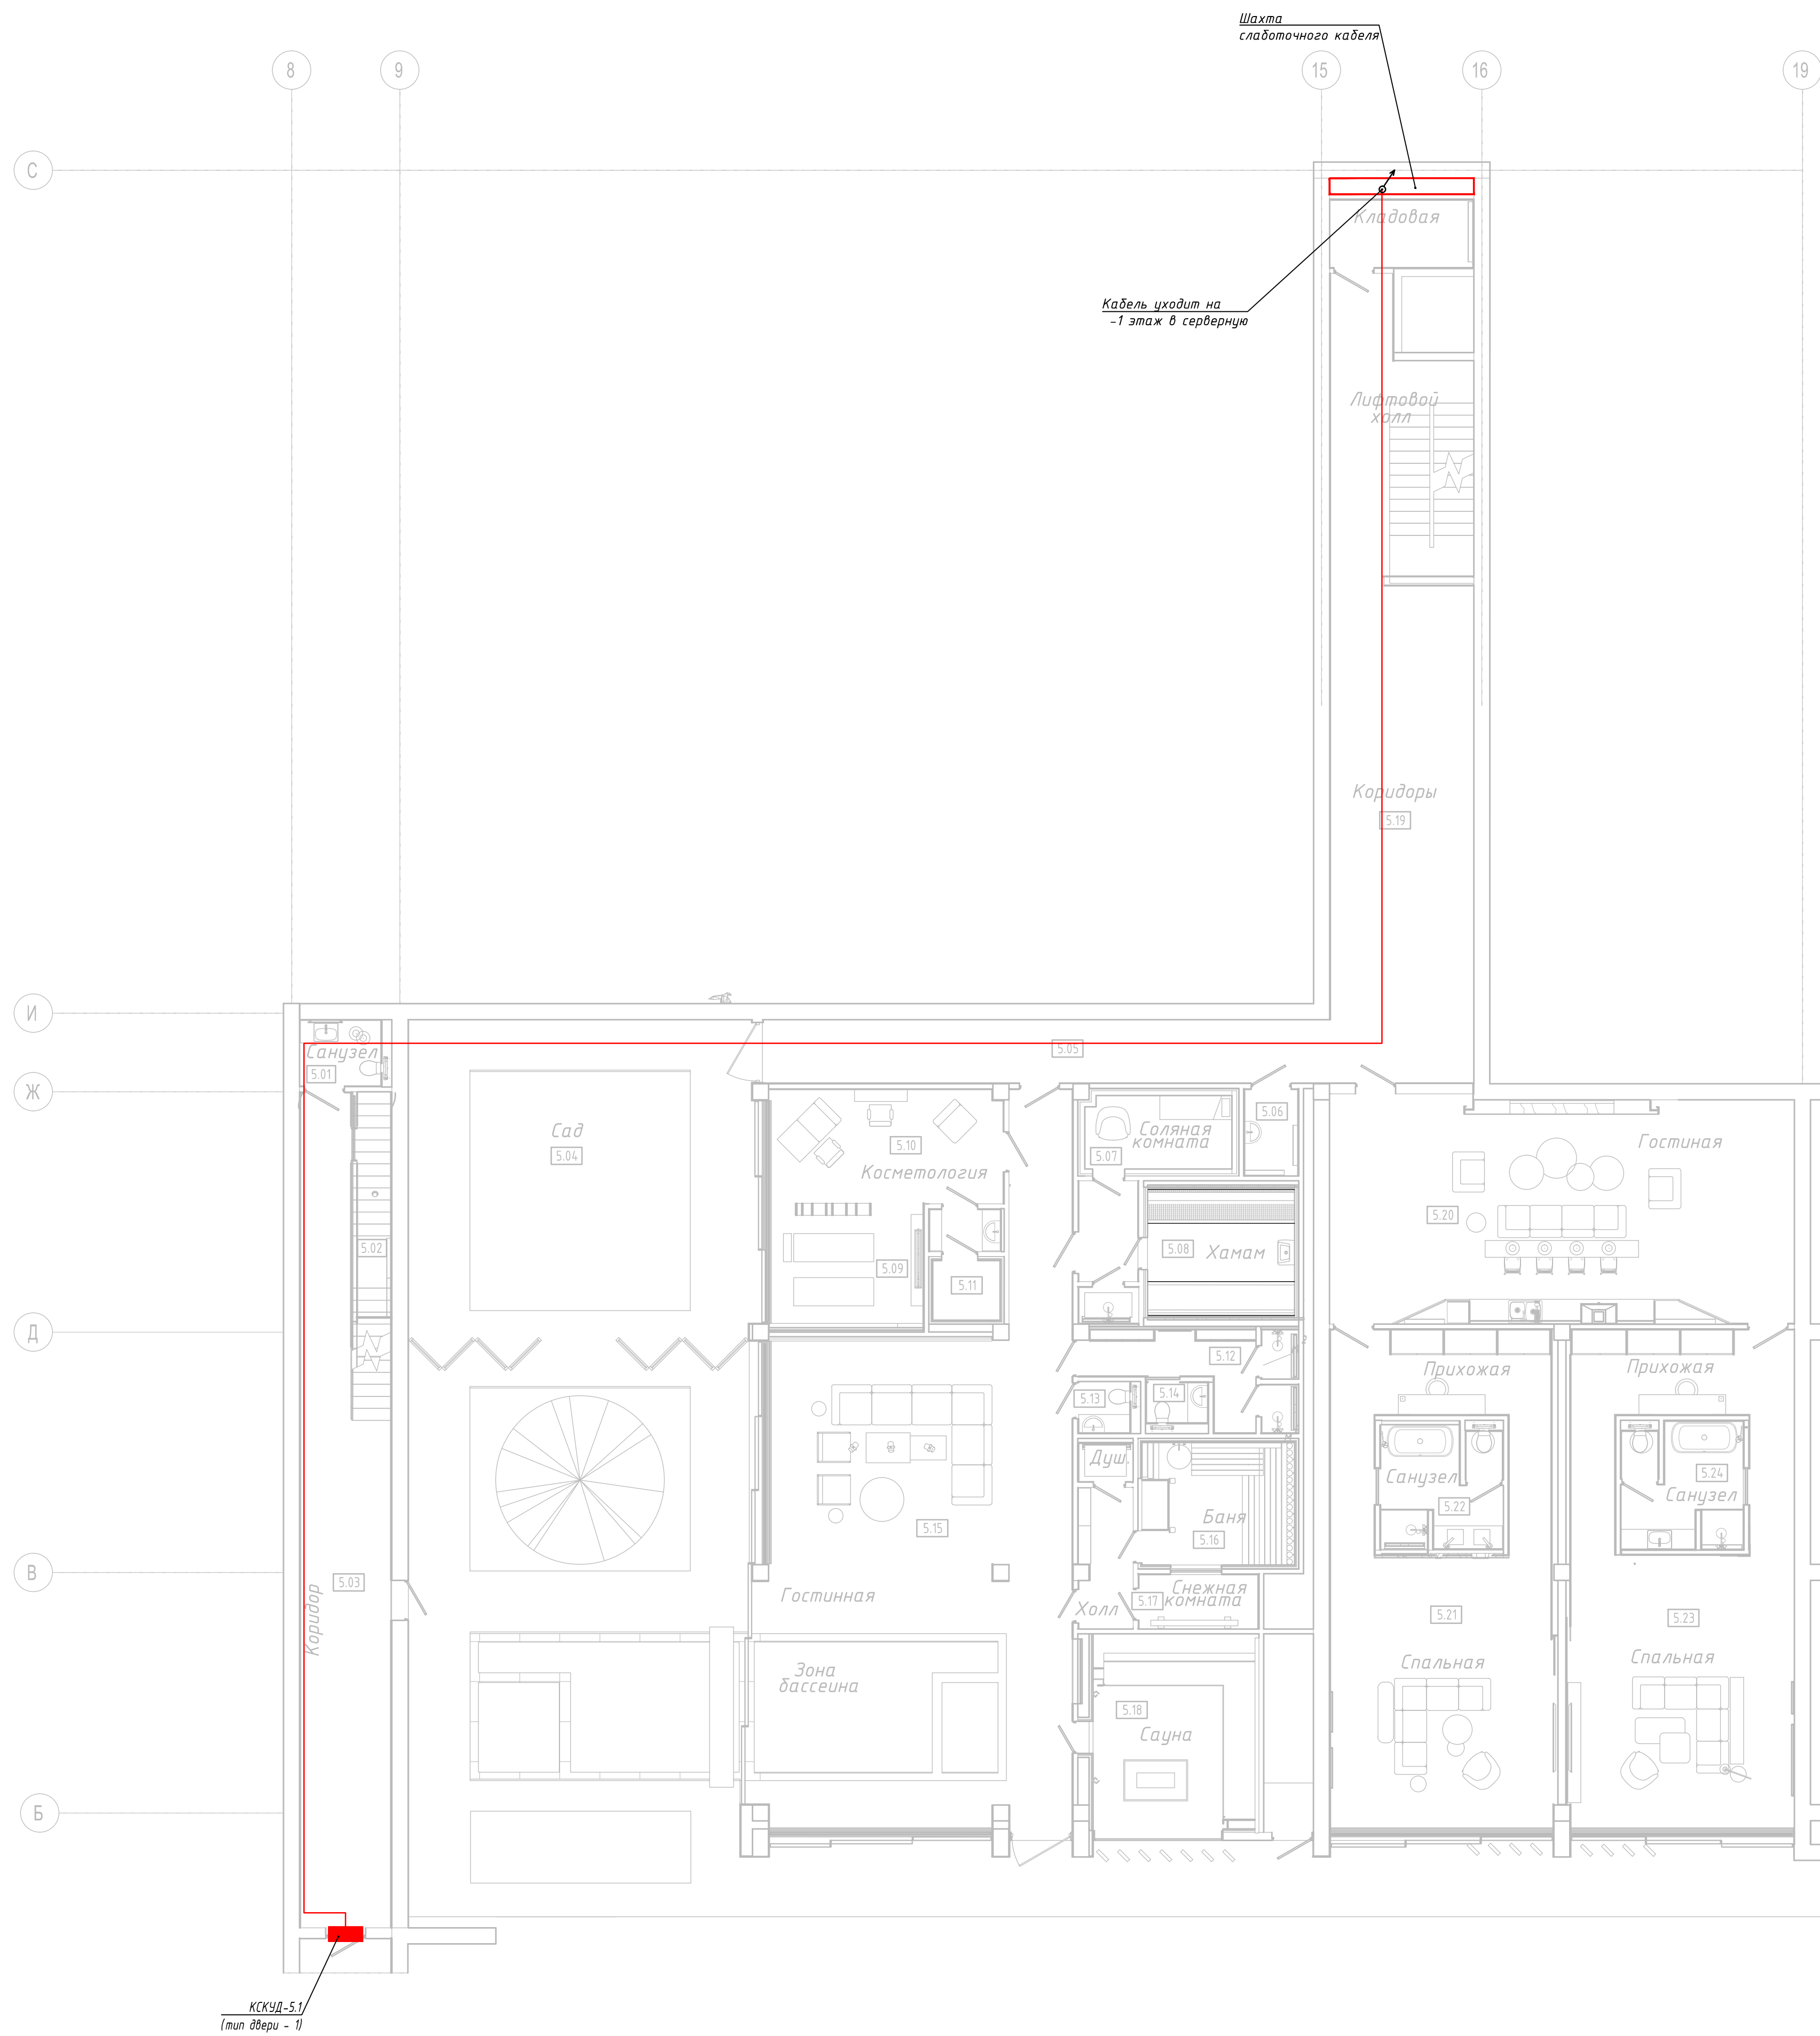 Шахта
слаботочного кабеля
8
9
15
16
19
С
Кладовая
Кабель уходит на
-1 этаж в серверную
Лифтовой
холл
Коридоры
5.19
И
Санузел
5.01
5.05
Ж
Сад
5.04
5.10
Косметология
Соляная
комната
5.07
5.06
Гостиная
5.20
5.02
5.09
5.11
5.08
Хамам
Д
5.12
Прихожая
Прихожая
5.13
5.14
Душ.
Санузел
5.22
5.24
Санузел
5.15
Баня
5.16
В
5.03
Коридор
Гостинная
Снежная
комната
5.17
Холл
5.21
5.23
Зона
бассеина
Спальная
Спальная
5.18
Сауна
Б
КСКУД-5.1
(тип двери - 1)